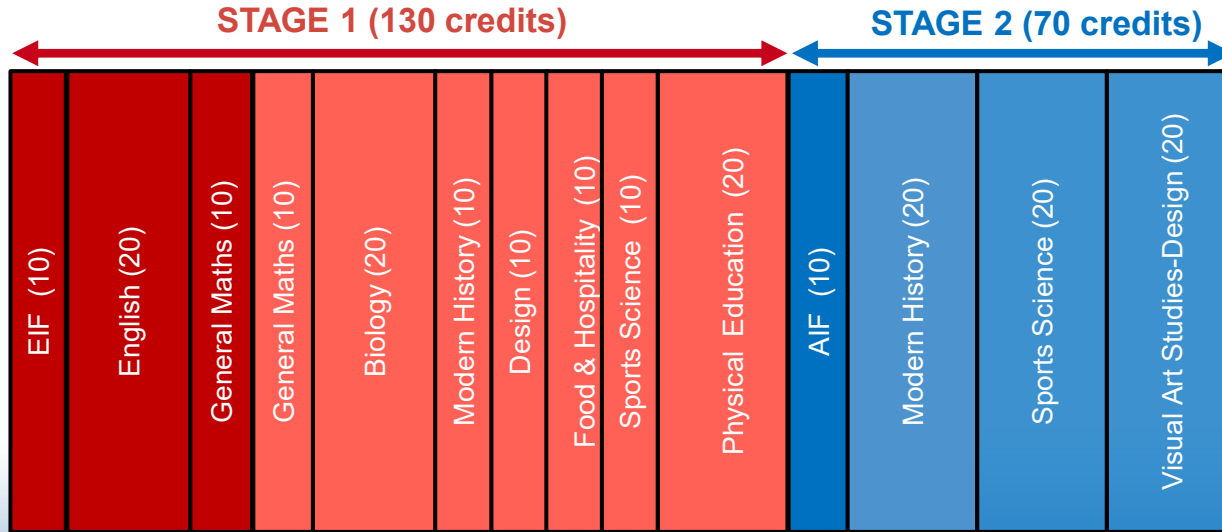 STAGE 1 (130 credits)
STAGE 2 (70 credits)
EIF (10)
English (20)
General Maths (10)
General Maths (10)
Biology (20)
Modern History (10)
Design (10)
Food & Hospitality (10)
Sports Science (10)
Physical Education (20)
AIF (10)
Modern History (20)
Sports Science (20)
Visual Art Studies-Design (20)